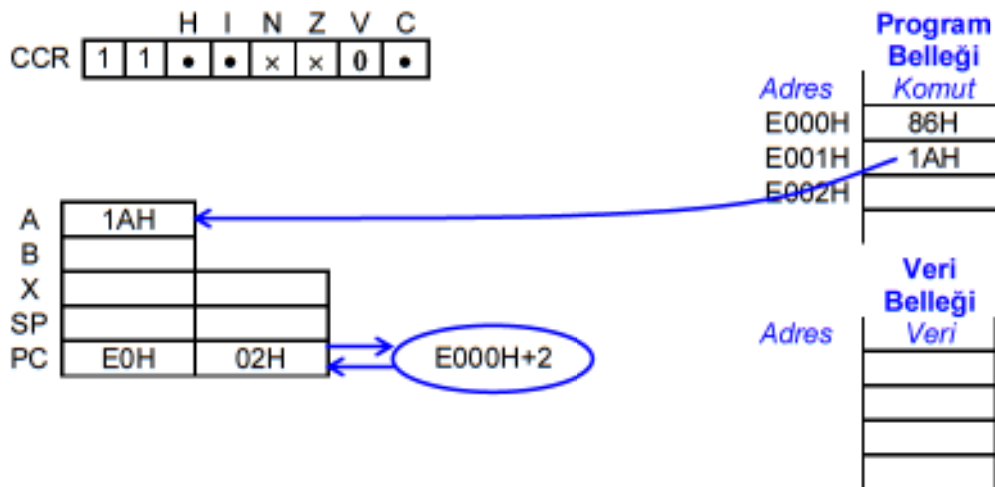 H I N Z V C
CCR 1 1 • • × × 0 •
Program
Belleği
Adres Komut
E000H 86H
E001H 1AH
E002H
A 1AH
B
X
SP
PC E0H 02H
E000H+2
Veri
Belleği
Adres Veri